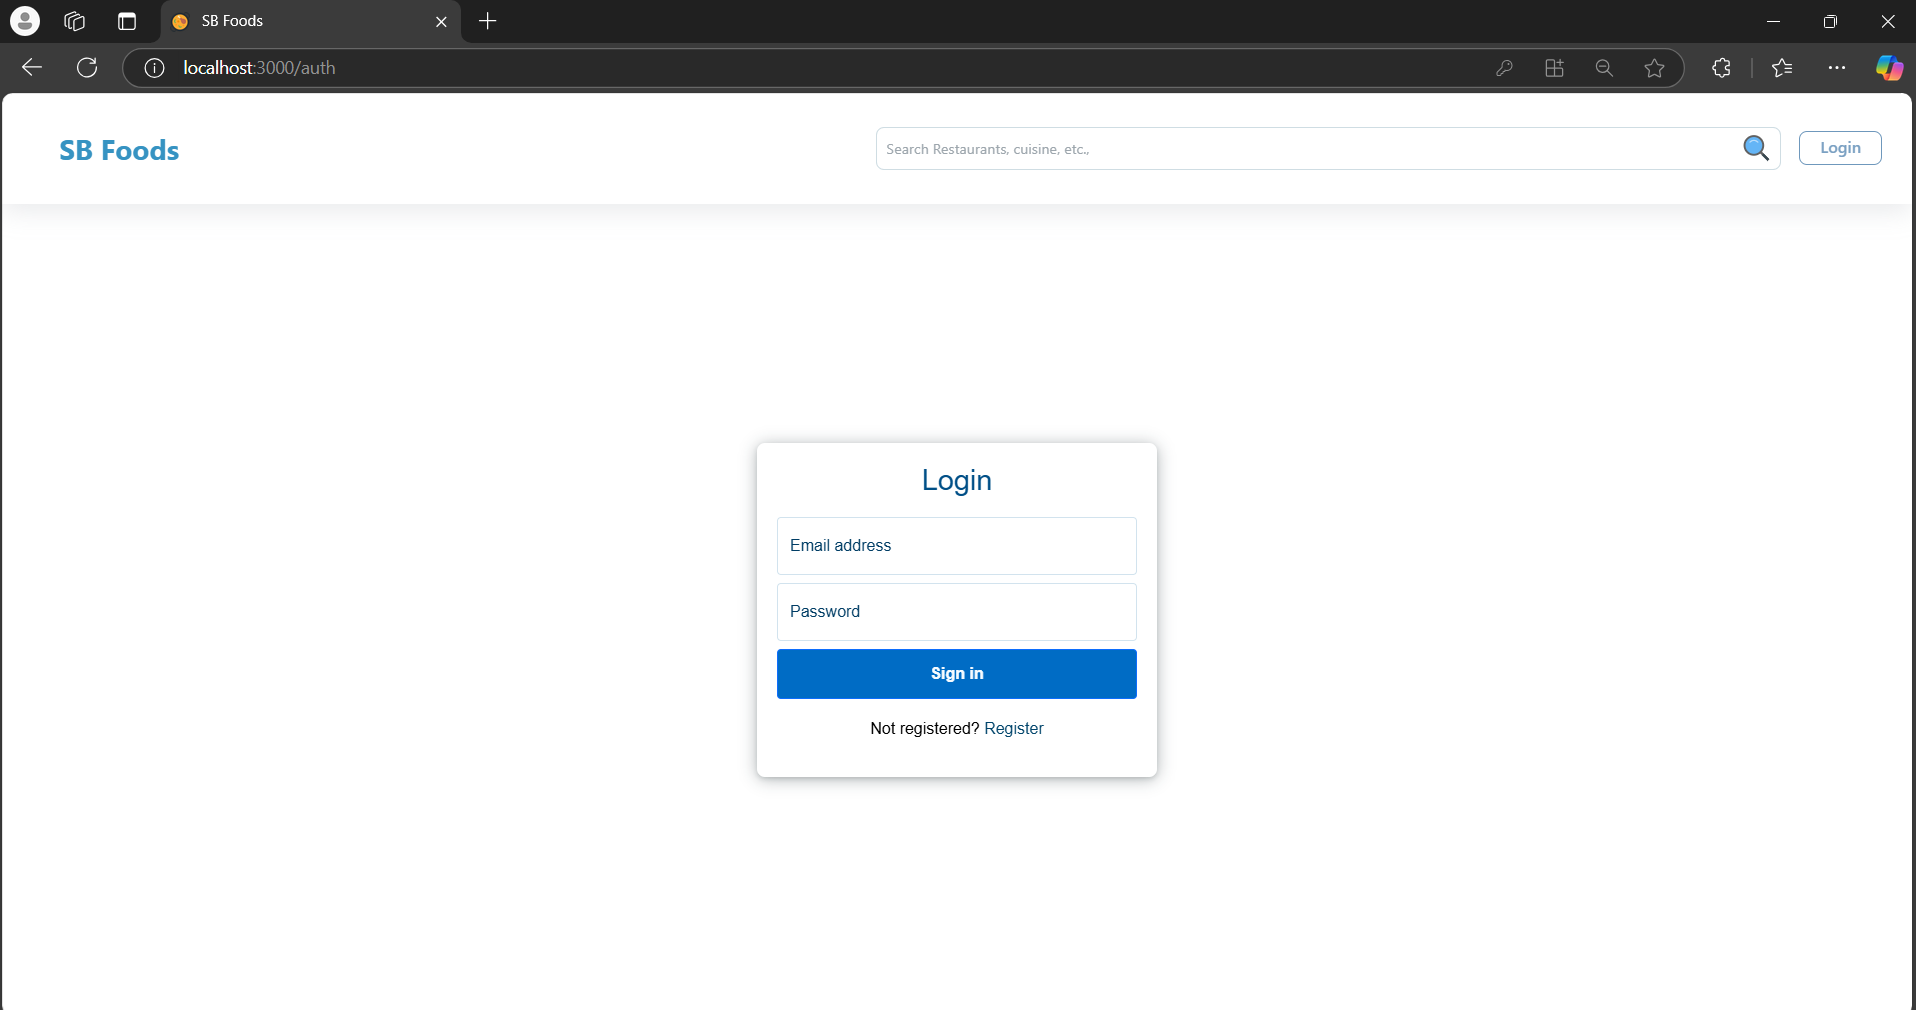 SB Foods
localhost:3000/auth
SB Foods
Search Restaurants, cuisine, etc.,
Login
Login
Email address
Password
Sign in
Not registered? Register